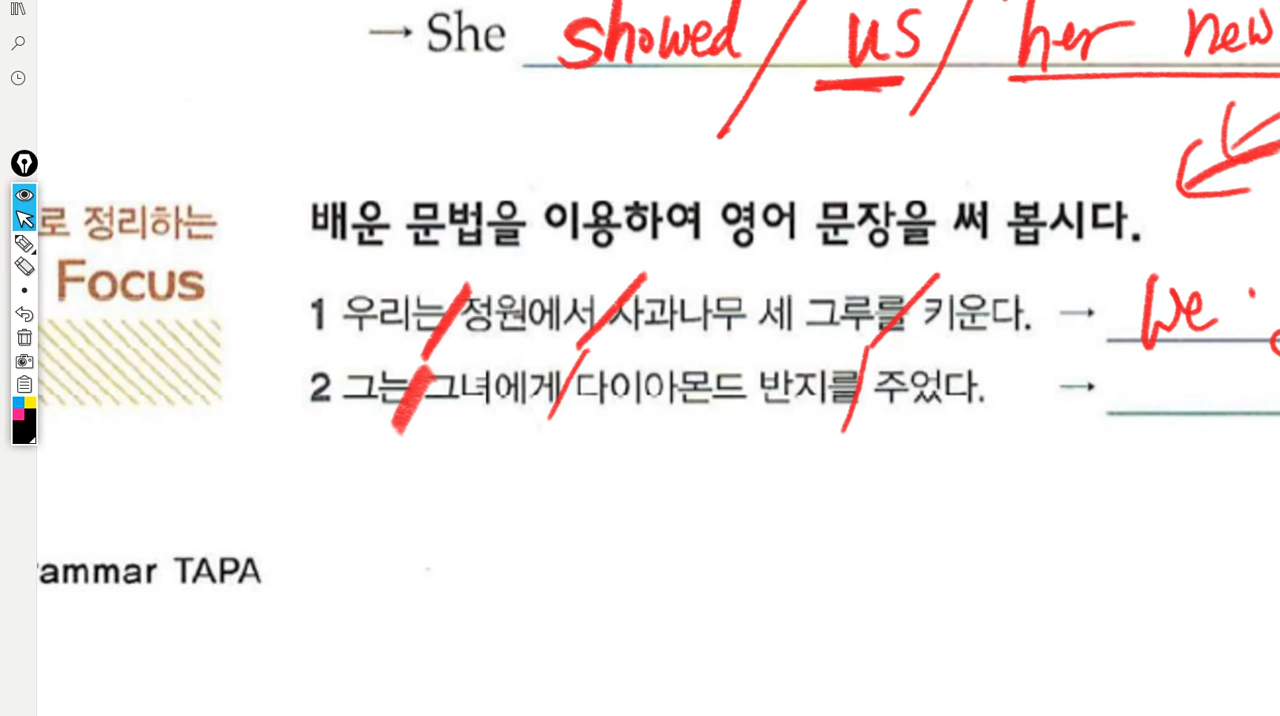 → She showed / us / her new
로 정리하는
Focus
배운 문법을 이용하여 영어 문장을 써 봅시다.
1 우리는 / 정원에서 / 사과나무 세 그루를 / 키운다. → We
2 그는 / 그녀에게 / 다이아몬드 반지를 / 주었다. →
ammar TAPA